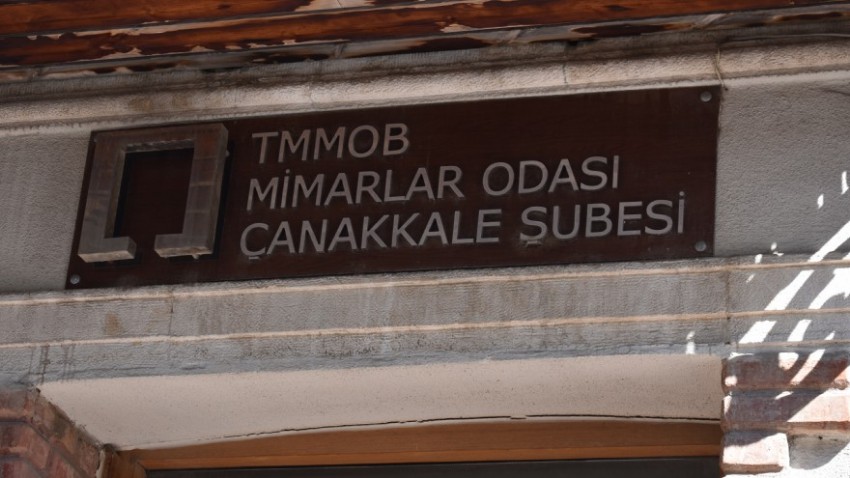 TMMOB
MİMARLAR ODASI
ÇANAKKALE ŞUBESİ